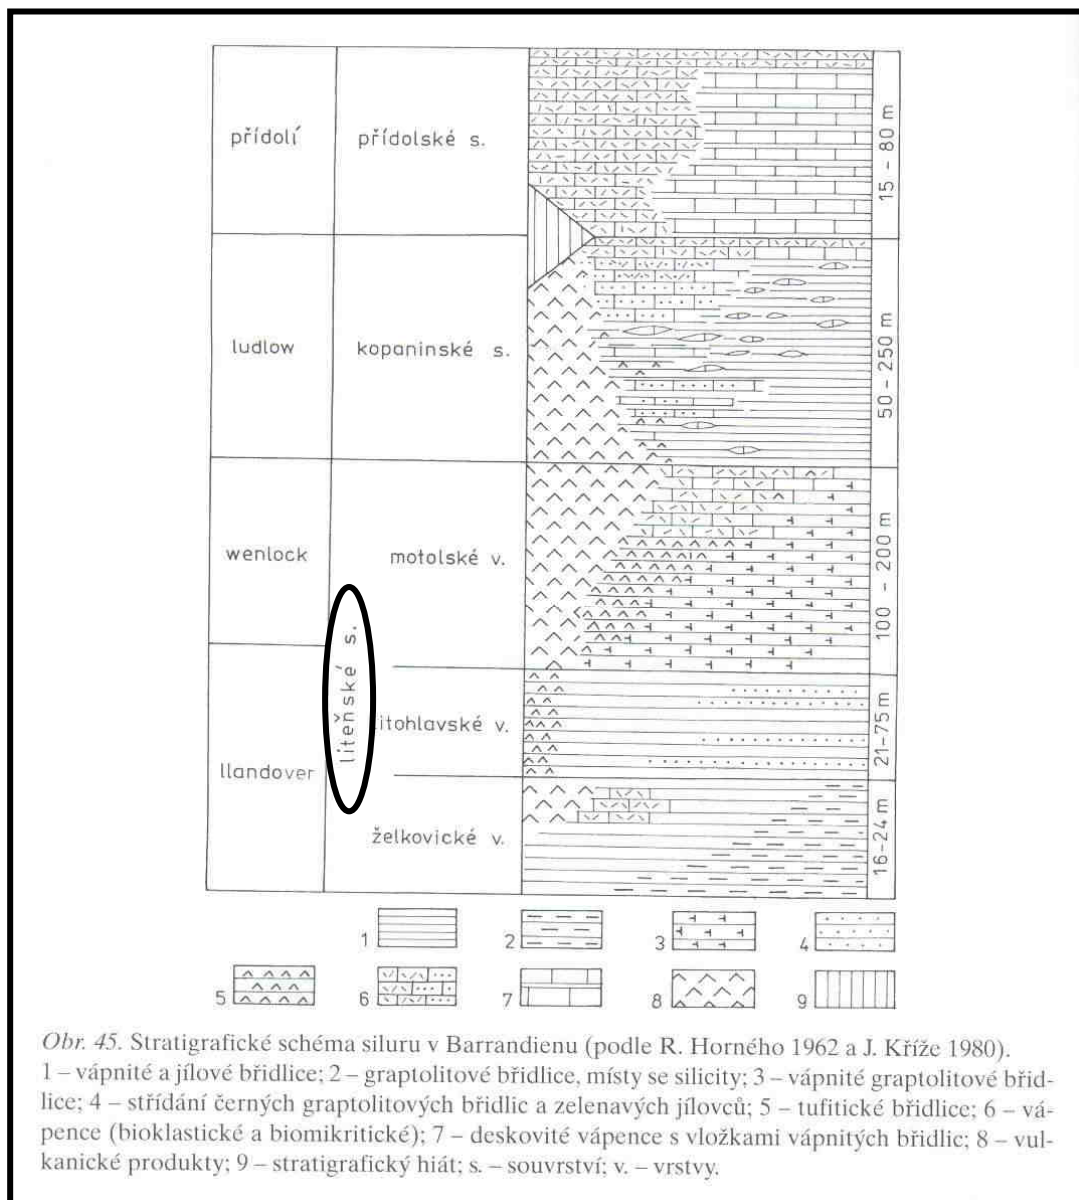 přídolí
přídolské s.
15 – 80 m
ludlow
kopaninské s.
50–250 m
wenlock
motolské v.
100 – 200 m
liteňské s.
llandover
itohlavské v.
21–75 m
želkovické v.
16–24 m
1
2
3
4
5
6
7
8
9
Obr. 45. Stratigrafické schéma siluru v Barrandienu (podle R. Horného 1962 a J. Kříže 1980).
1 – vápnité a jílové břidlice; 2 – graptolitové břidlice, místy se silicity; 3 – vápnité graptolitové břid-
lice; 4 – střídání černých graptolitových břidlic a zelenavých jílovců; 5 – tufitické břidlice; 6 – vá-
pence (bioklastické a biomikritické); 7 – deskovité vápence s vložkami vápnitých břidlic; 8 – vul-
kanické produkty; 9 – stratigrafický hiát; s. – souvrství; v. – vrstvy.